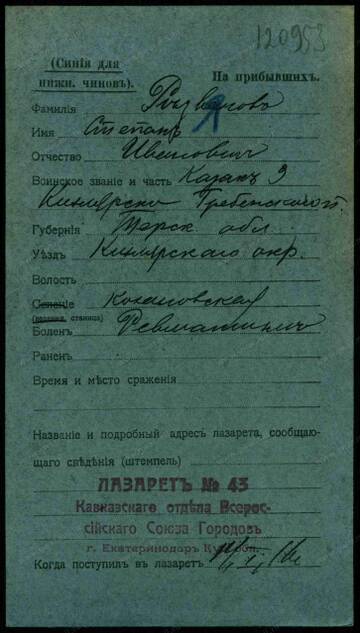 120953
(Синія для нижн. чиновъ).
На прибывшихъ.
Фамилія Розвановъ
Имя Степанъ
Отчество Ивановичъ
Воинское званіе и часть Казакъ 3
Кизлярско Гребенского п.
Губернія Терск. обл.
Уѣздъ Кизлярскаго окр.
Волость
Селеніе
(деревня, станица)
Боленъ Ревматизмъ
Раненъ
Время и мѣсто сраженія
Названіе и подробный адресъ лазарета, сообщаю-
щаго свѣдѣнія (штемпель)
ЛАЗАРЕТЪ № 43
Кавказскаго отдѣла Всерос-
сійскаго Союза Городовъ
г. Екатеринодаръ Куб. обл.
Когда поступилъ въ лазаретъ